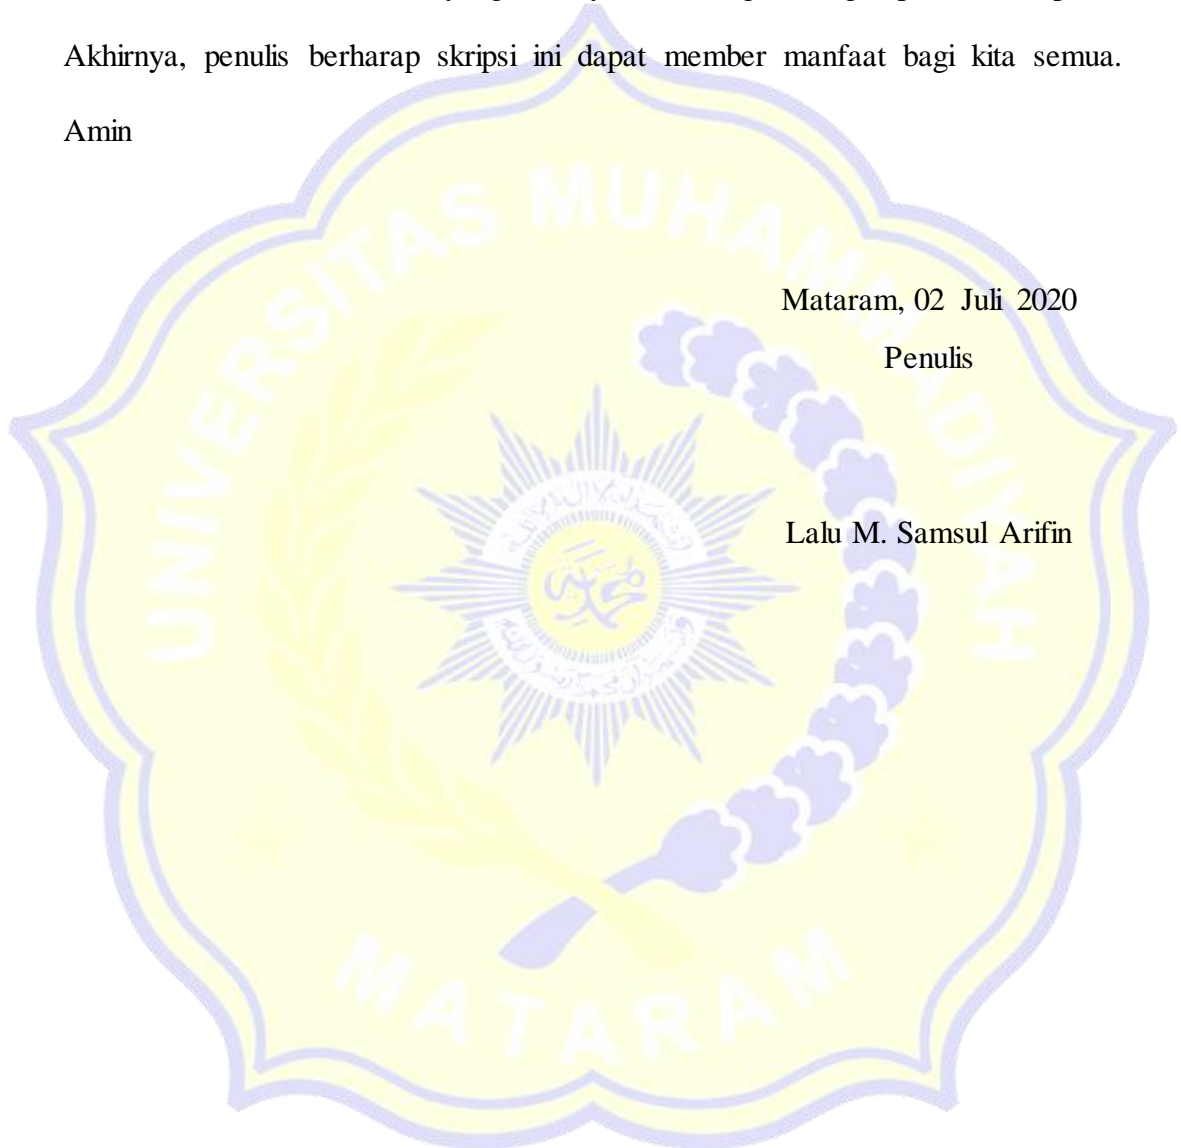 Akhirnya, penulis berharap skripsi ini dapat member manfaat bagi kita semua.
Amin
UNIVERSITAS MUHAMMADIYAH
Mataram, 02 Juli 2020
Penulis
Lalu M. Samsul Arifin
MATARAM